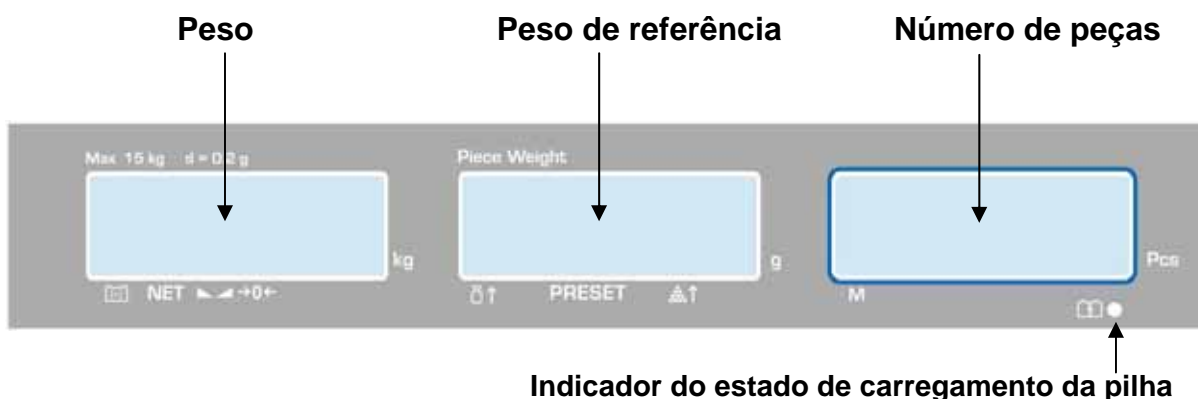 Peso Peso de referência Número de peças
Max 15 kg d = 0.2 g Piece Weight
kg g Pcs
NET →0← PRESET M
Indicador do estado de carregamento da pilha